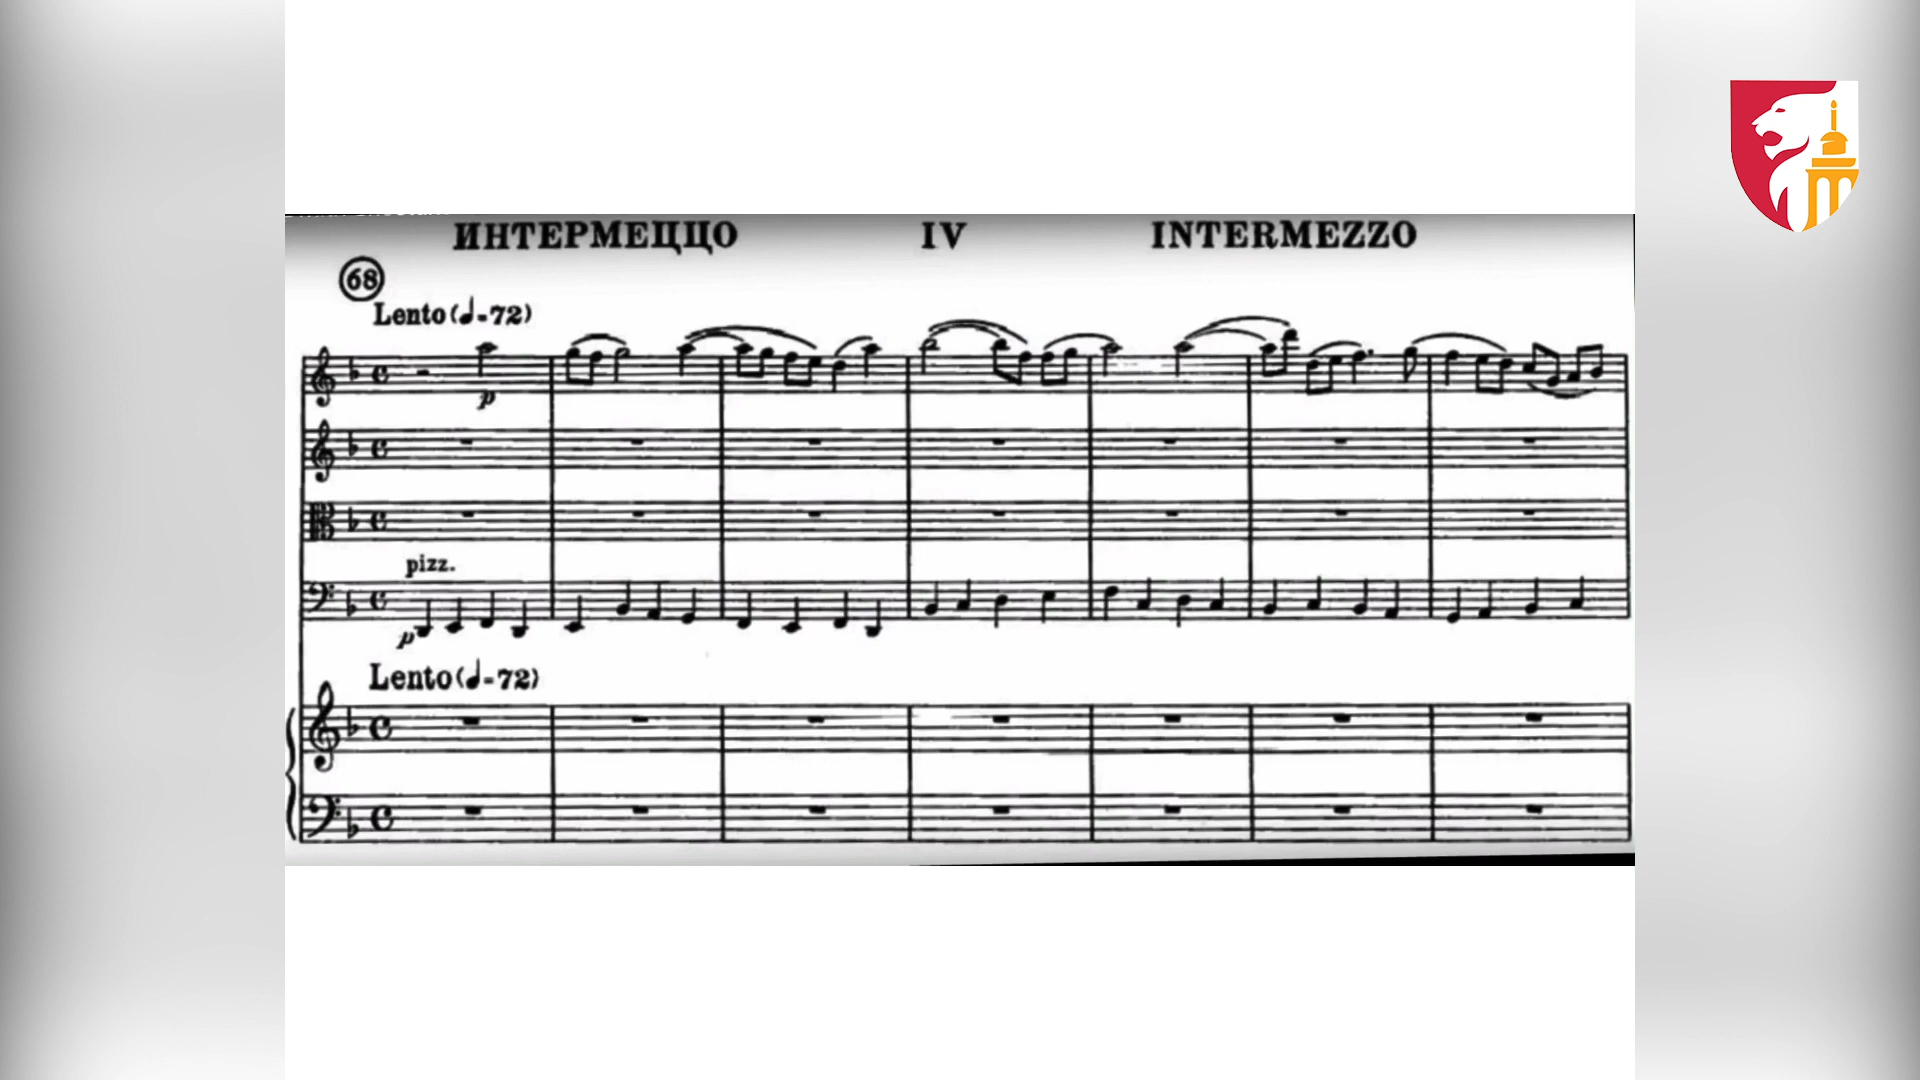 ИНТЕРМЕЦЦО IV INTERMEZZO
68
Lento (♩=72)
p
pizz.
p
Lento (♩=72)